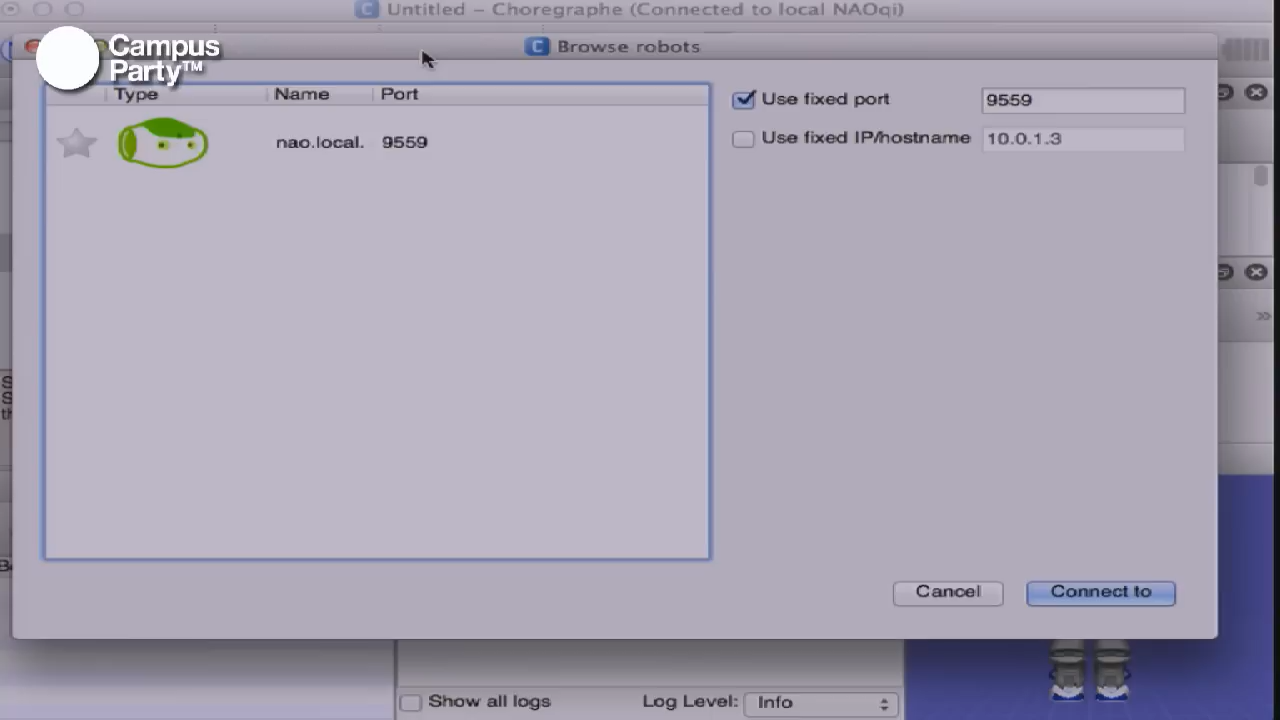 Untitled – Choregraphe (Connected to local NAOqi)
Browse robots
Campus
Party™
Type Name Port
nao.local. 9559
Use fixed port 9559
Use fixed IP/hostname 10.0.1.3
Cancel Connect to
Show all logs Log Level: Info